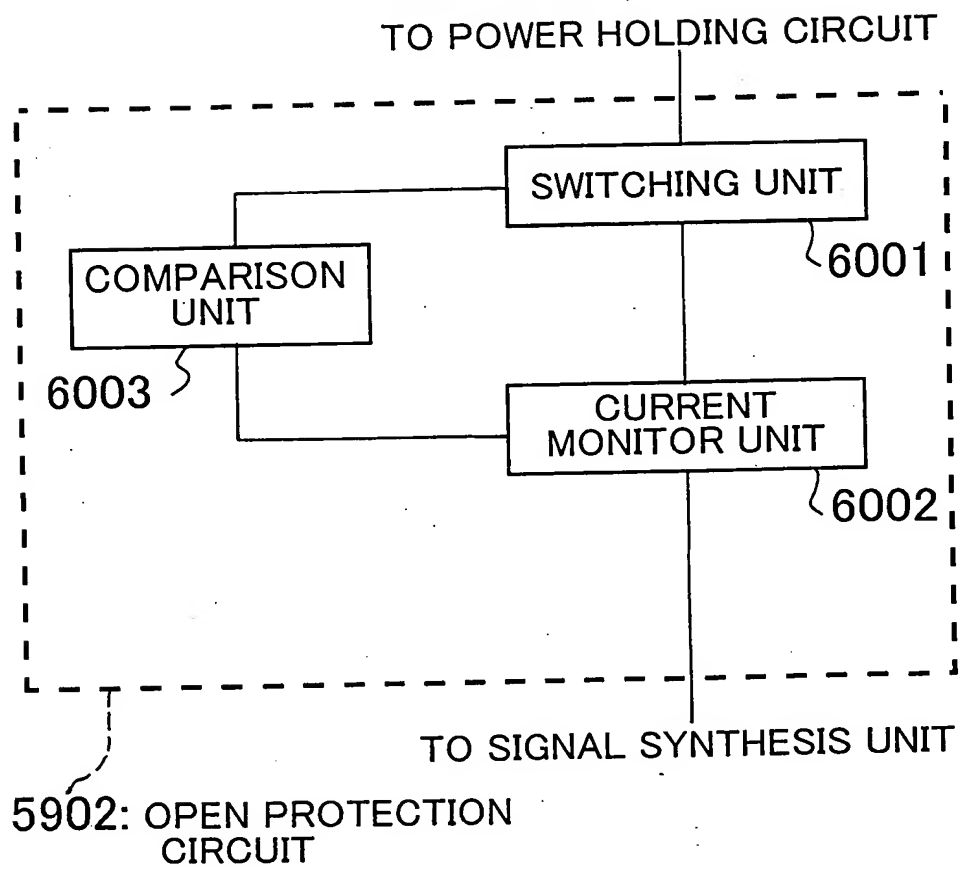 TO POWER HOLDING CIRCUIT
SWITCHING UNIT
6001
COMPARISON
UNIT
6003
CURRENT
MONITOR UNIT
6002
TO SIGNAL SYNTHESIS UNIT
5902: OPEN PROTECTION
CIRCUIT